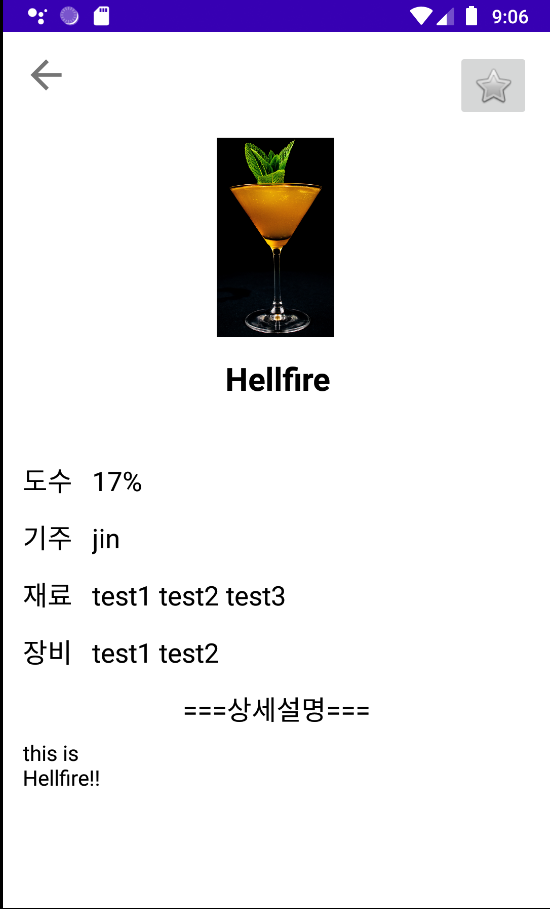 9:06
Hellfire
도수 17%
기주 jin
재료 test1 test2 test3
장비 test1 test2
===상세설명===
this is
Hellfire!!